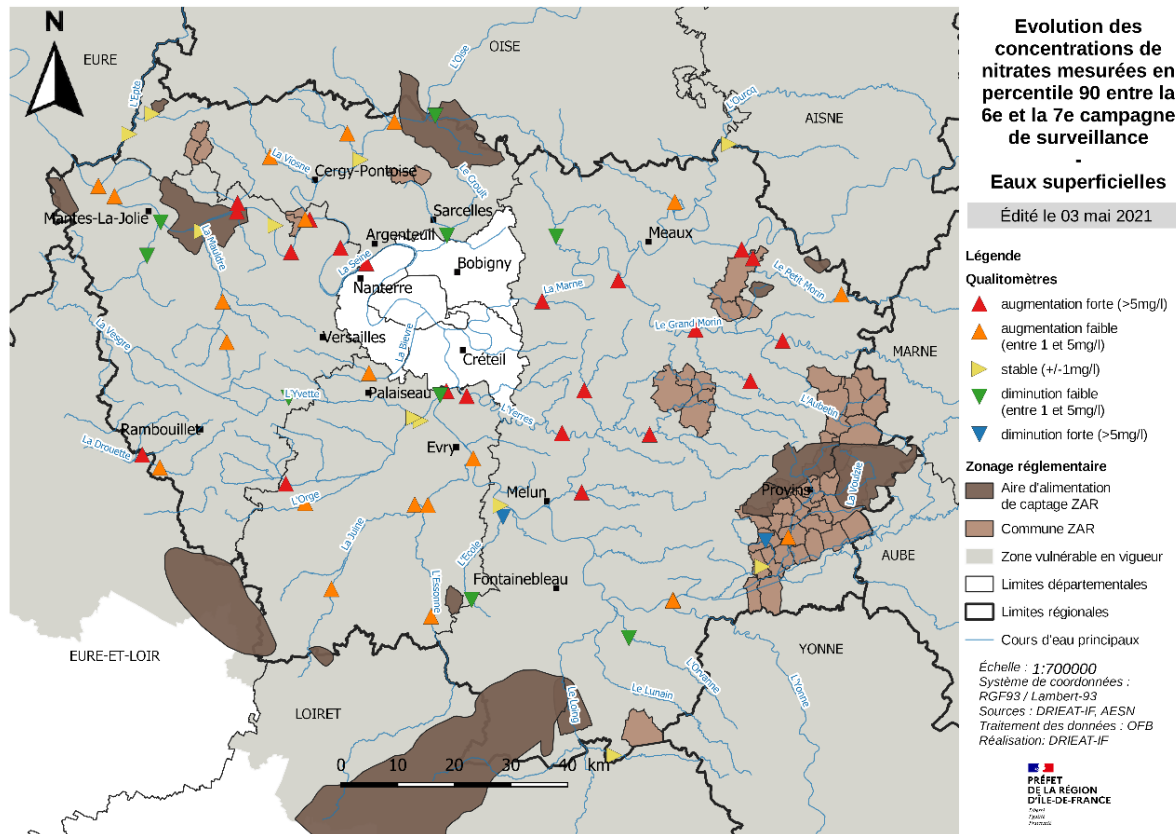 Evolution des
concentrations de
nitrates mesurées en
percentile 90 entre la
6e et la 7e campagne
de surveillance
-
Eaux superficielles
Édité le 03 mai 2021
Légende
Qualitomètres
augmentation forte (>5mg/l)
augmentation faible
(entre 1 et 5mg/l)
stable (+/-1mg/l)
diminution faible
(entre 1 et 5mg/l)
diminution forte (>5mg/l)
Zonage réglementaire
Aire d'alimentation
de captage ZAR
Commune ZAR
Zone vulnérable en vigueur
Limites départementales
Limites régionales
Cours d'eau principaux
Échelle : 1:700000
Système de coordonnées :
RGF93 / Lambert-93
Sources : DRIEAT-IF, AESN
Traitement des données : OFB
Réalisation: DRIEAT-IF
PRÉFET
DE LA RÉGION
D'ÎLE-DE-FRANCE
N
EURE
OISE
L'Oise
L'Epte
L'Ourcq
AISNE
La Viosne
Cergy-Pontoise
Le Crould
Mantes-La-Jolie
Sarcelles
Argenteuil
La Mauldre
La Seine
Bobigny
Meaux
Nanterre
La Marne
Le Petit Morin
La Vesgre
Versailles
La Bièvre
Créteil
Le Grand Morin
MARNE
L'Yvette
Palaiseau
L'Yerres
L'Aubetin
Rambouillet
La Drouette
Evry
L'Orge
Melun
Provins
La Voulzie
La Juine
L'Ecole
L'Essonne
Fontainebleau
AUBE
EURE-ET-LOIR
YONNE
LOIRET
Le Loing
Le Lunain
L'Orvanne
L'Yonne
0 10 20 30 40 km